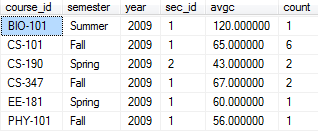 course_id semester year sec_id avgc count
BIO-101 Summer 2009 1 120.000000 1
CS-101 Fall 2009 1 65.000000 6
CS-190 Spring 2009 2 43.000000 2
CS-347 Fall 2009 1 67.000000 2
EE-181 Spring 2009 1 60.000000 1
PHY-101 Fall 2009 1 56.000000 1